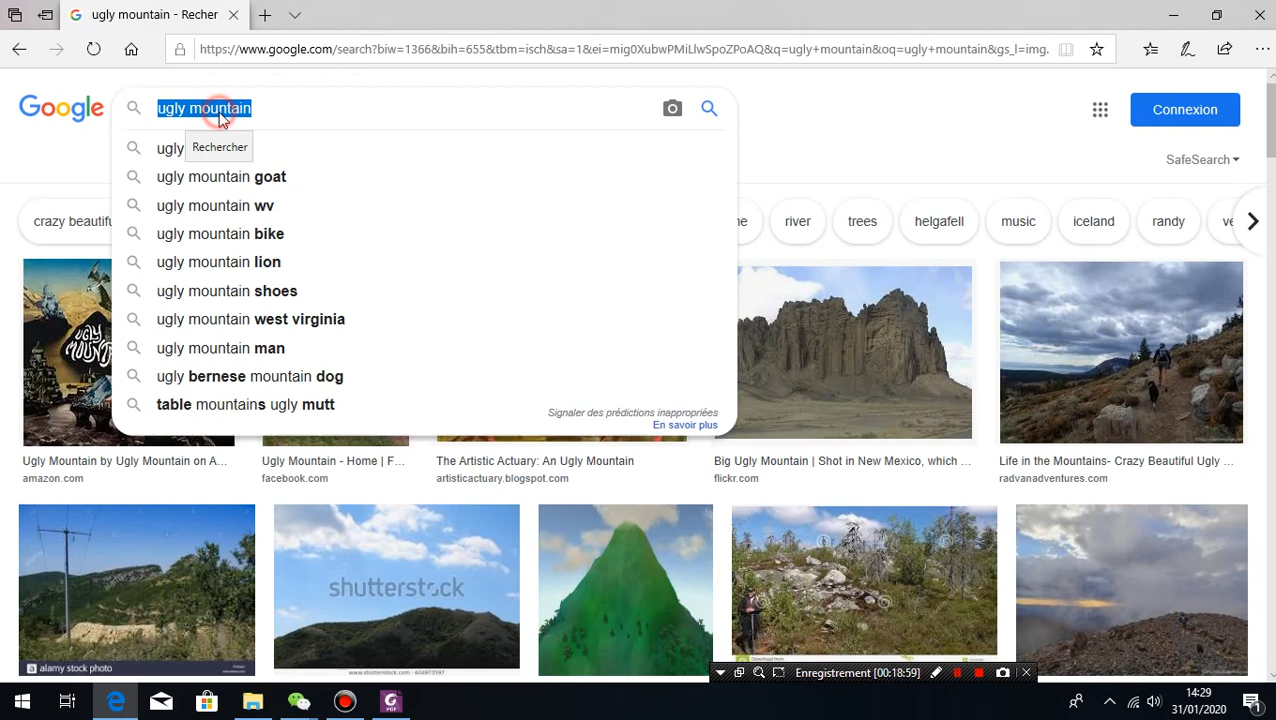 ugly mountain
https://www.google.com/search?biw=1366&bih=655&tbm=isch&sa=1&ei=mig0XubwPMiLlwSpoZPoAQ&q=ugly+mountain&oq=ugly+mountain&gs_l=img.
Google
ugly mountain
Connexion
ugly
Rechercher
SafeSearch
ugly mountain goat
ugly mountain wv
crazy beautifu
river
trees
helgafell
music
iceland
randy
ugly mountain bike
ugly mountain lion
ugly mountain shoes
ugly mountain west virginia
ugly mountain man
ugly bernese mountain dog
table mountains ugly mutt
Signaler des prédictions inappropriées
En savoir plus
Ugly Mountain by Ugly Mountain on A...
amazon.com
Ugly Mountain - Home | F...
facebook.com
The Artistic Actuary: An Ugly Mountain
artisticactuary.blogspot.com
Big Ugly Mountain | Shot in New Mexico, which ...
flickr.com
Life in the Mountains- Crazy Beautiful Ugly ...
radvanadventures.com
shutterstock
a alamy stock photo
www.shutterstock.com
Enregistrement [00:18:59]
14:29
31/01/2020